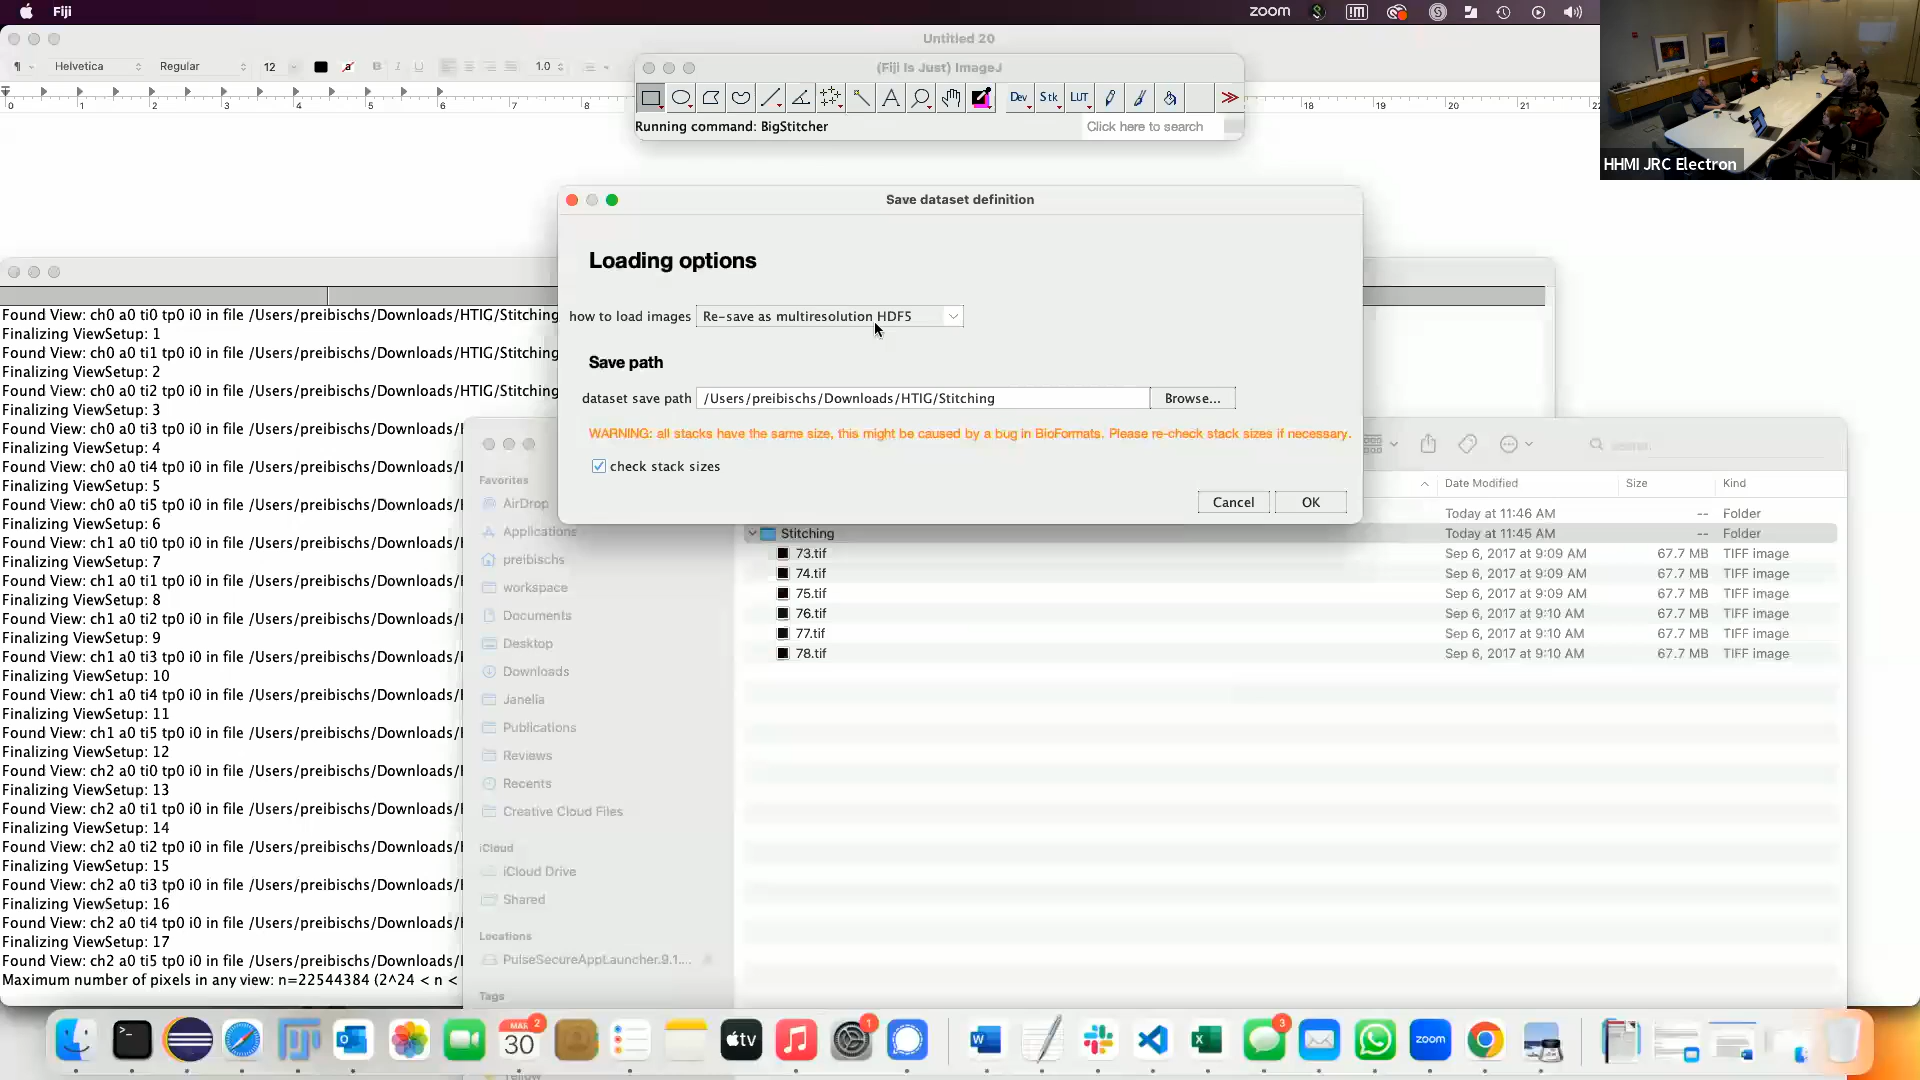 Fiji
zoom
Untitled 20
Helvetica
Regular
12
B I U
1.0
0 1 2 3 4 5 6 7 8 18 19 20 21
(Fiji Is Just) ImageJ
Dev Stk LUT
Running command: BigStitcher
Click here to search
HHMI JRC Electron
Save dataset definition
Loading options
how to load images
Re-save as multiresolution HDF5
Save path
dataset save path
/Users/preibischs/Downloads/HTIG/Stitching
Browse...
WARNING: all stacks have the same size, this might be caused by a bug in BioFormats. Please re-check stack sizes if necessary.
check stack sizes
Cancel
OK
Found View: ch0 a0 ti0 tp0 i0 in file /Users/preibischs/Downloads/HTIG/Stitching
Finalizing ViewSetup: 1
Found View: ch0 a0 ti1 tp0 i0 in file /Users/preibischs/Downloads/HTIG/Stitching
Finalizing ViewSetup: 2
Found View: ch0 a0 ti2 tp0 i0 in file /Users/preibischs/Downloads/HTIG/Stitching
Finalizing ViewSetup: 3
Found View: ch0 a0 ti3 tp0 i0 in file /Users/preibischs/Downloads/
Finalizing ViewSetup: 4
Found View: ch0 a0 ti4 tp0 i0 in file /Users/preibischs/Downloads/
Finalizing ViewSetup: 5
Found View: ch0 a0 ti5 tp0 i0 in file /Users/preibischs/Downloads/
Finalizing ViewSetup: 6
Found View: ch1 a0 ti0 tp0 i0 in file /Users/preibischs/Downloads/
Finalizing ViewSetup: 7
Found View: ch1 a0 ti1 tp0 i0 in file /Users/preibischs/Downloads/
Finalizing ViewSetup: 8
Found View: ch1 a0 ti2 tp0 i0 in file /Users/preibischs/Downloads/
Finalizing ViewSetup: 9
Found View: ch1 a0 ti3 tp0 i0 in file /Users/preibischs/Downloads/
Finalizing ViewSetup: 10
Found View: ch1 a0 ti4 tp0 i0 in file /Users/preibischs/Downloads/
Finalizing ViewSetup: 11
Found View: ch1 a0 ti5 tp0 i0 in file /Users/preibischs/Downloads/
Finalizing ViewSetup: 12
Found View: ch2 a0 ti0 tp0 i0 in file /Users/preibischs/Downloads/
Finalizing ViewSetup: 13
Found View: ch2 a0 ti1 tp0 i0 in file /Users/preibischs/Downloads/
Finalizing ViewSetup: 14
Found View: ch2 a0 ti2 tp0 i0 in file /Users/preibischs/Downloads/
Finalizing ViewSetup: 15
Found View: ch2 a0 ti3 tp0 i0 in file /Users/preibischs/Downloads/
Finalizing ViewSetup: 16
Found View: ch2 a0 ti4 tp0 i0 in file /Users/preibischs/Downloads/
Finalizing ViewSetup: 17
Found View: ch2 a0 ti5 tp0 i0 in file /Users/preibischs/Downloads/
Maximum number of pixels in any view: n=22544384 (2^24 < n <
Favorites
AirDrop
Applications
preibischs
workspace
Documents
Desktop
Downloads
Janelia
Publications
Reviews
Recents
Creative Cloud Files
iCloud
iCloud Drive
Shared
Locations
PulseSecureAppLauncher.9.1....
Tags
Yellow
Date Modified
Size
Kind
Today at 11:46 AM -- Folder
Stitching Today at 11:45 AM -- Folder
73.tif Sep 6, 2017 at 9:09 AM 67.7 MB TIFF image
74.tif Sep 6, 2017 at 9:09 AM 67.7 MB TIFF image
75.tif Sep 6, 2017 at 9:09 AM 67.7 MB TIFF image
76.tif Sep 6, 2017 at 9:10 AM 67.7 MB TIFF image
77.tif Sep 6, 2017 at 9:10 AM 67.7 MB TIFF image
78.tif Sep 6, 2017 at 9:10 AM 67.7 MB TIFF image
MAR
30
2
tv
1
3
zoom